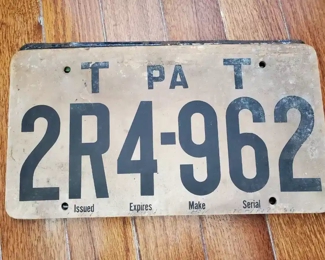 T PA T
2R4-962
Issued Expires Make Serial